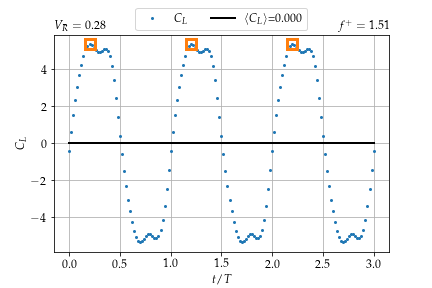 V_R = 0.28
C_L
⟨C_L⟩=0.000
f⁺ = 1.51
C_L
4
2
0
−2
−4
0.0 0.5 1.0 1.5 2.0 2.5 3.0
t/T